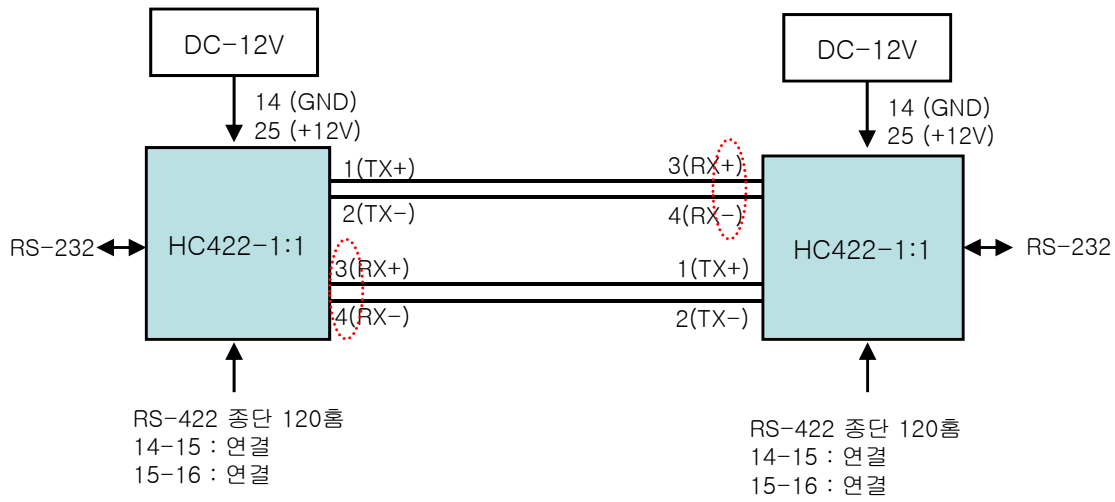 DC-12V
DC-12V
14 (GND)
25 (+12V)
14 (GND)
25 (+12V)
1(TX+)
3(RX+)
2(TX-)
4(RX-)
RS-232
HC422-1:1
HC422-1:1
RS-232
3(RX+)
1(TX+)
4(RX-)
2(TX-)
RS-422 종단 120홈
14-15 : 연결
15-16 : 연결
RS-422 종단 120홈
14-15 : 연결
15-16 : 연결